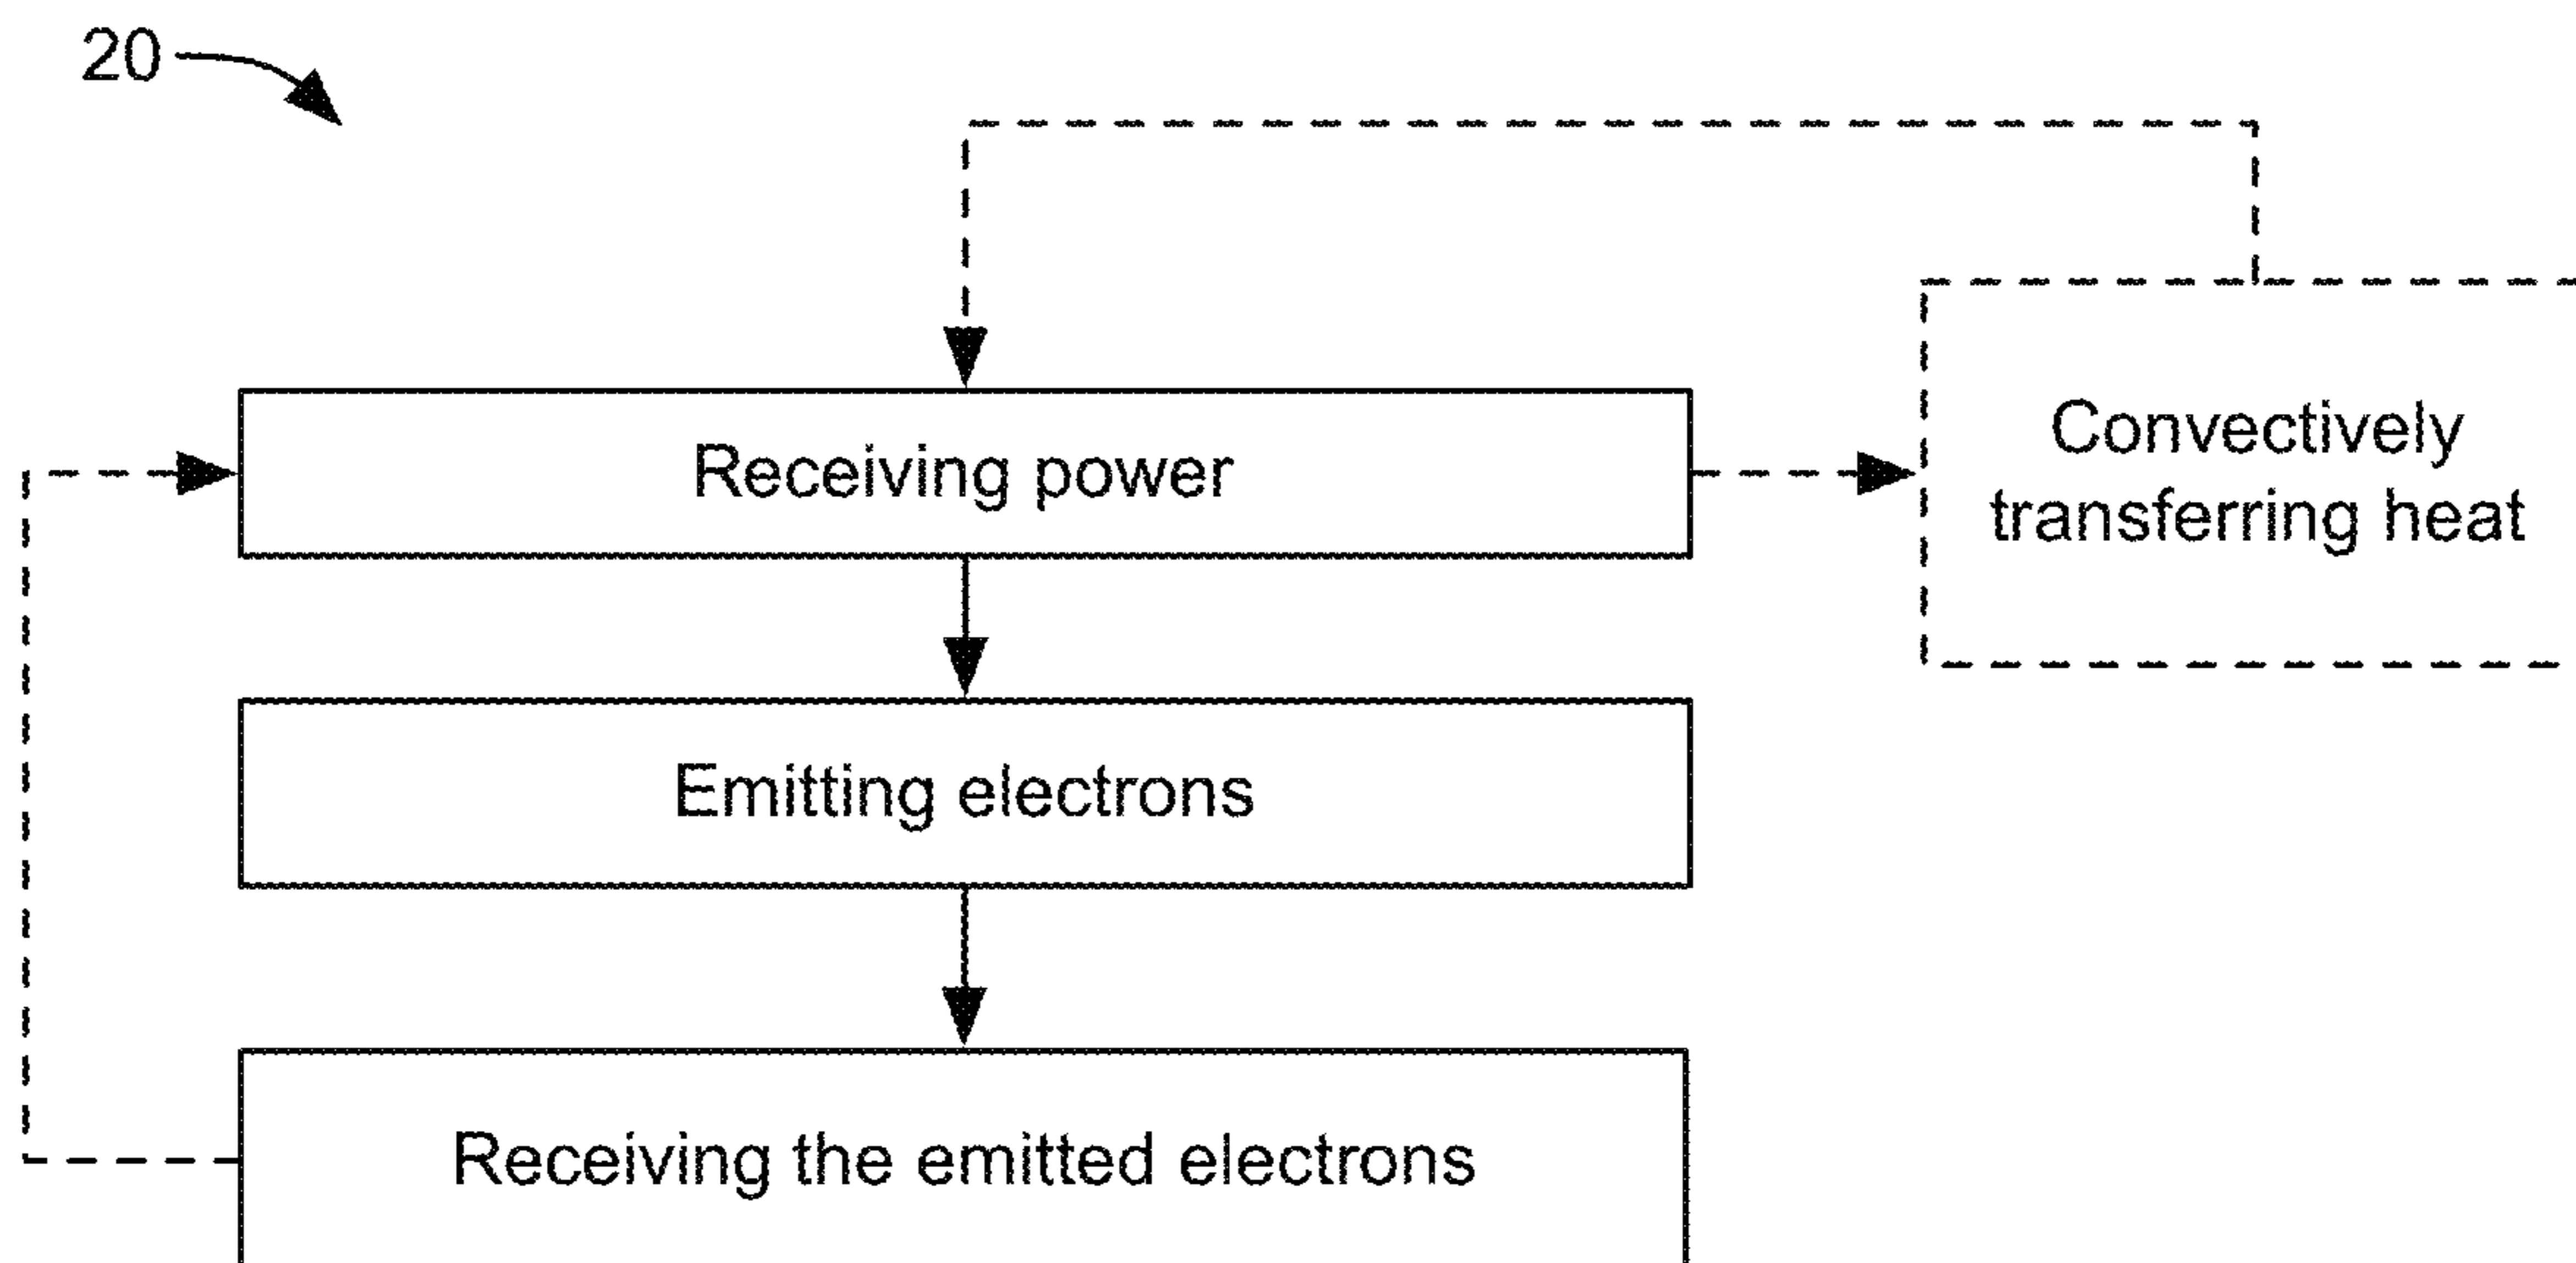 20
Receiving power
Convectively
transferring heat
Emitting electrons
Receiving the emitted electrons